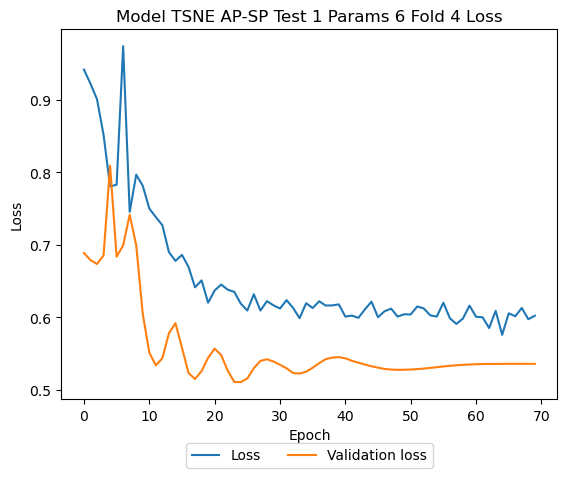 Model TSNE AP-SP Test 1 Params 6 Fold 4 Loss
0.9
0.8
0.7
0.6
0.5
Loss
0 10 20 30 40 50 60 70
Epoch
Loss Validation loss